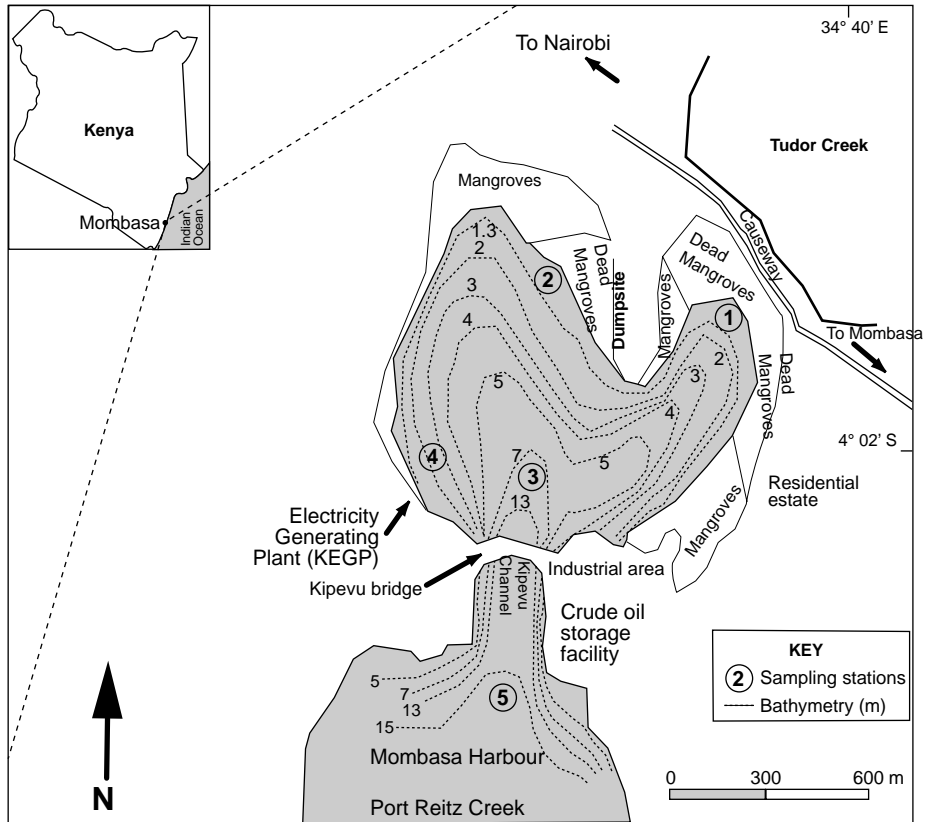 34° 40’ E
To Nairobi
Kenya
Tudor Creek
Mombasa
Indian
Ocean
Mangroves
Causeway
1.3
2
3
4
5
7
13
2
Dead
Mangroves
Dumpsite
Mangroves
Dead
Mangroves
1
To Mombasa
2
3
4
5
Dead
Mangroves
4° 02’ S
4
3
Residential
estate
Mangroves
Electricity
Generating
Plant (KEGP)
Kipevu bridge
Industrial area
Kipevu
Channel
Crude oil
storage
facility
5
7
13
15
5
Mombasa Harbour
Port Reitz Creek
N
KEY
2 Sampling stations
Bathymetry (m)
0 300 600 m